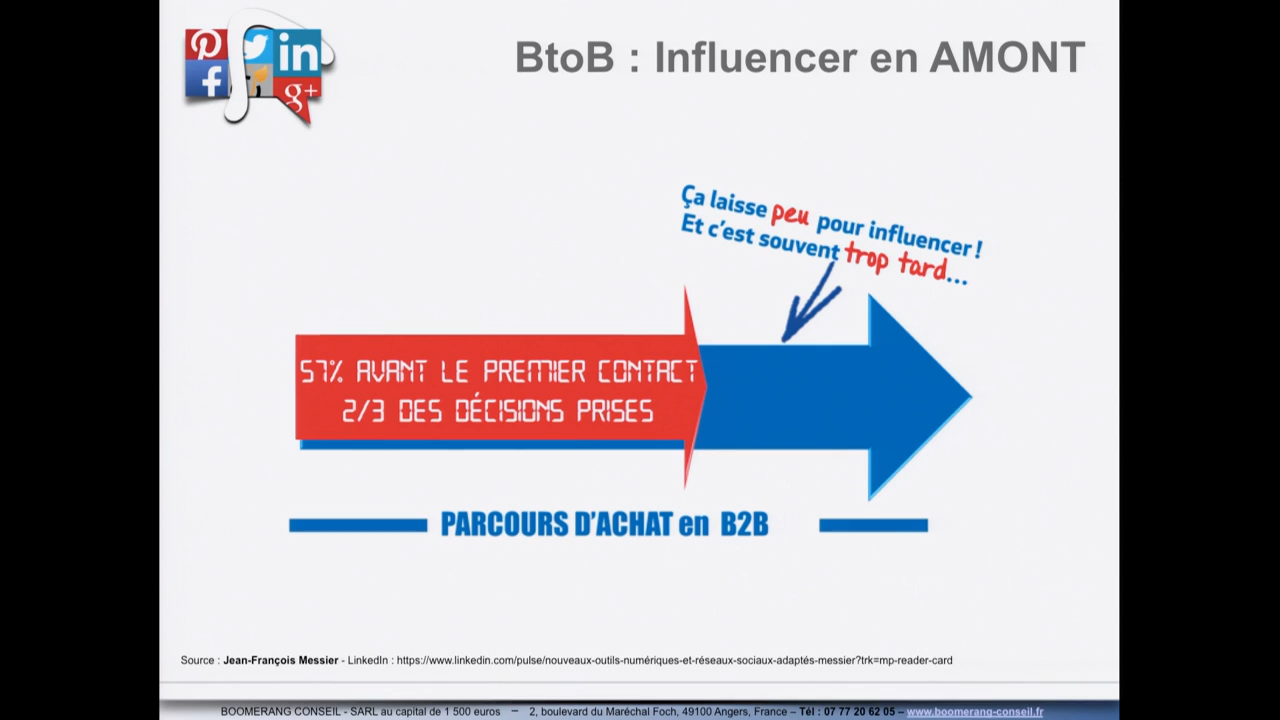 BtoB : Influencer en AMONT
Ça laisse peu pour influencer !
Et c'est souvent trop tard...
57% AVANT LE PREMIER CONTACT
2/3 DES DÉCISIONS PRISES
PARCOURS D'ACHAT en B2B
Source : Jean-François Messier - LinkedIn : https://www.linkedin.com/pulse/nouveaux-outils-numériques-et-réseaux-sociaux-adaptés-messier?trk=mp-reader-card
BOOMERANG CONSEIL - SARL au capital de 1 500 euros – 2, boulevard du Maréchal Foch, 49100 Angers, France – Tél : 07 77 20 62 05 – www.boomerang-conseil.fr